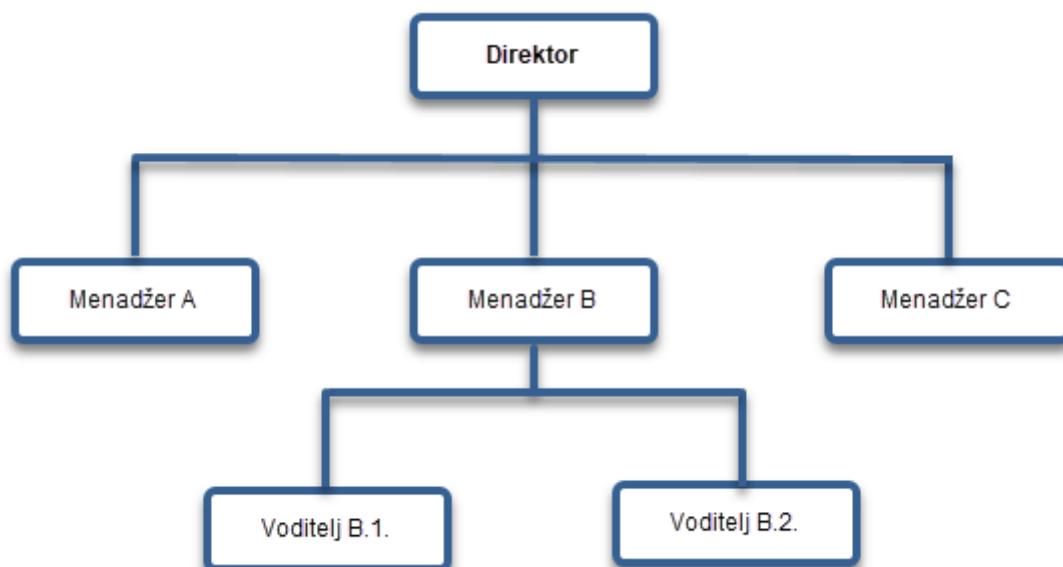 Direktor
Menadžer A
Menadžer B
Menadžer C
Voditelj B.1.
Voditelj B.2.